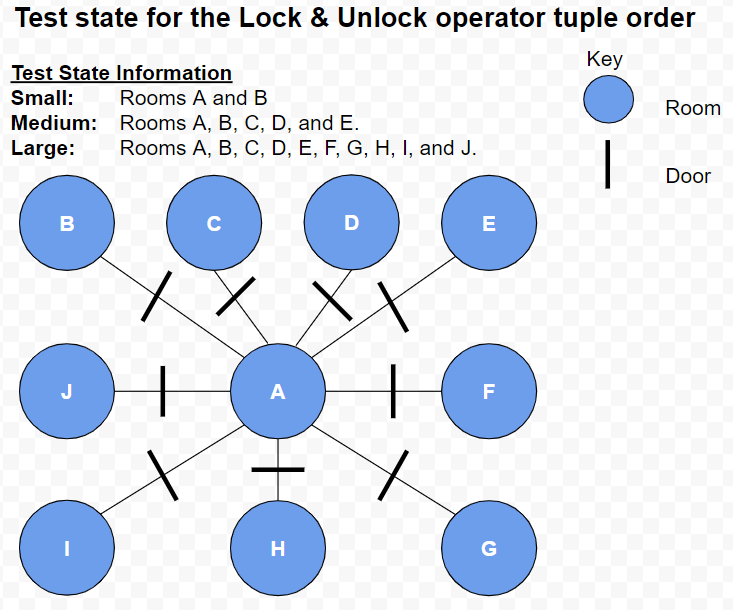 Test state for the Lock & Unlock operator tuple order
Key
Test State Information
Small: Rooms A and B
Medium: Rooms A, B, C, D, and E.
Large: Rooms A, B, C, D, E, F, G, H, I, and J.
Room
Door
B C D E
J A F
I H G